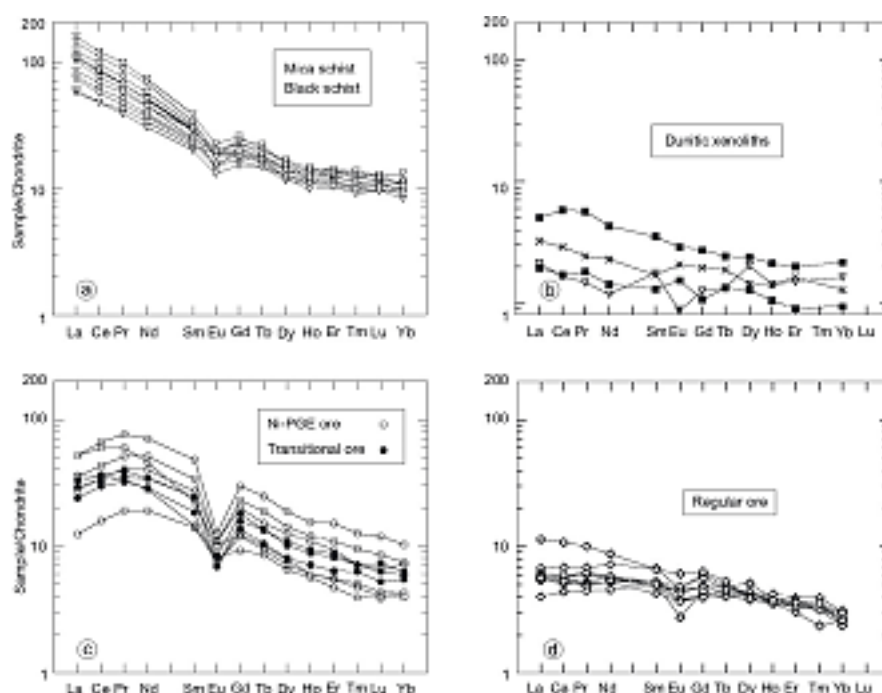 200
100
10
1
Sample/Chondrite
Mica schist
Black schist
a
La Ce Pr Nd Sm Eu Gd Tb Dy Ho Er Tm Lu Yb
200
100
10
1
Dunitic xenoliths
b
La Ce Pr Nd Sm Eu Gd Tb Dy Ho Er Tm Yb Lu
200
100
10
1
Sample/Chondrite
Ni-PGE ore
Transitional ore
c
La Ce Pr Nd Sm Eu Gd Tb Dy Ho Er Tm Lu Yb
200
100
10
1
Regular ore
d
La Ce Pr Nd Sm Eu Gd Tb Dy Ho Er Tm Yb Lu